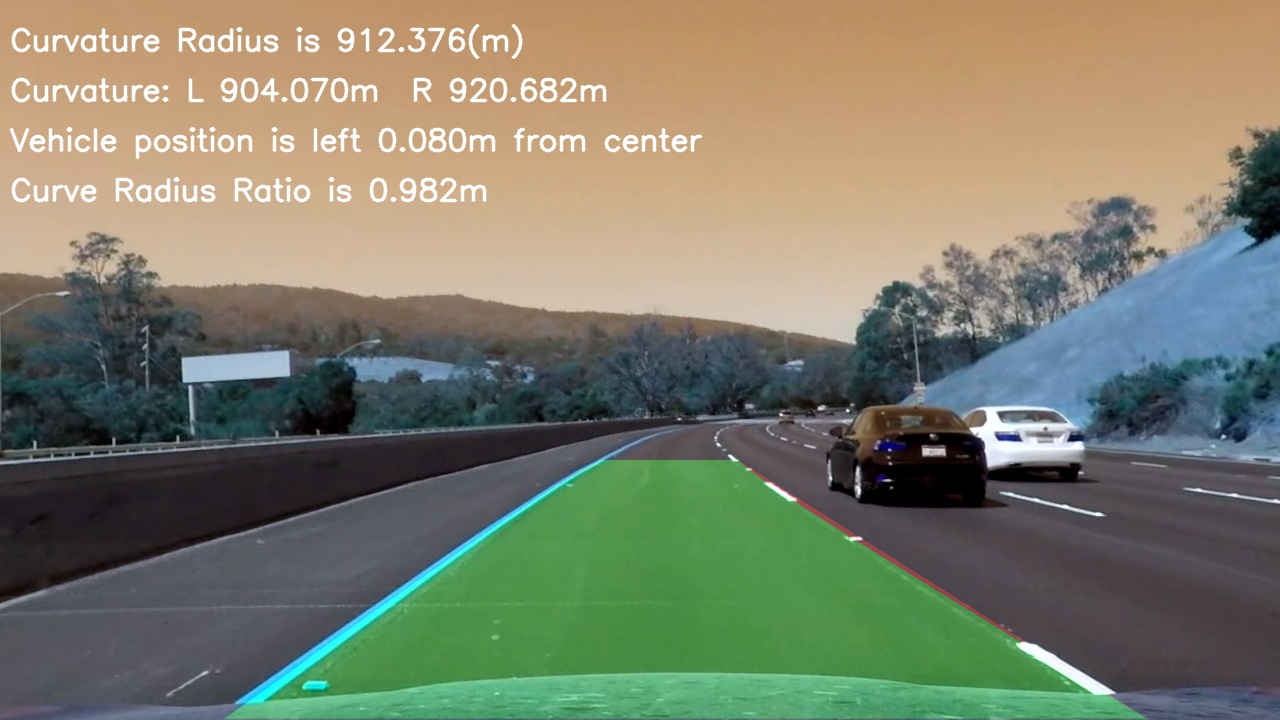 Curvature Radius is 912.376(m)
Curvature: L 904.070m R 920.682m
Vehicle position is left 0.080m from center
Curve Radius Ratio is 0.982m